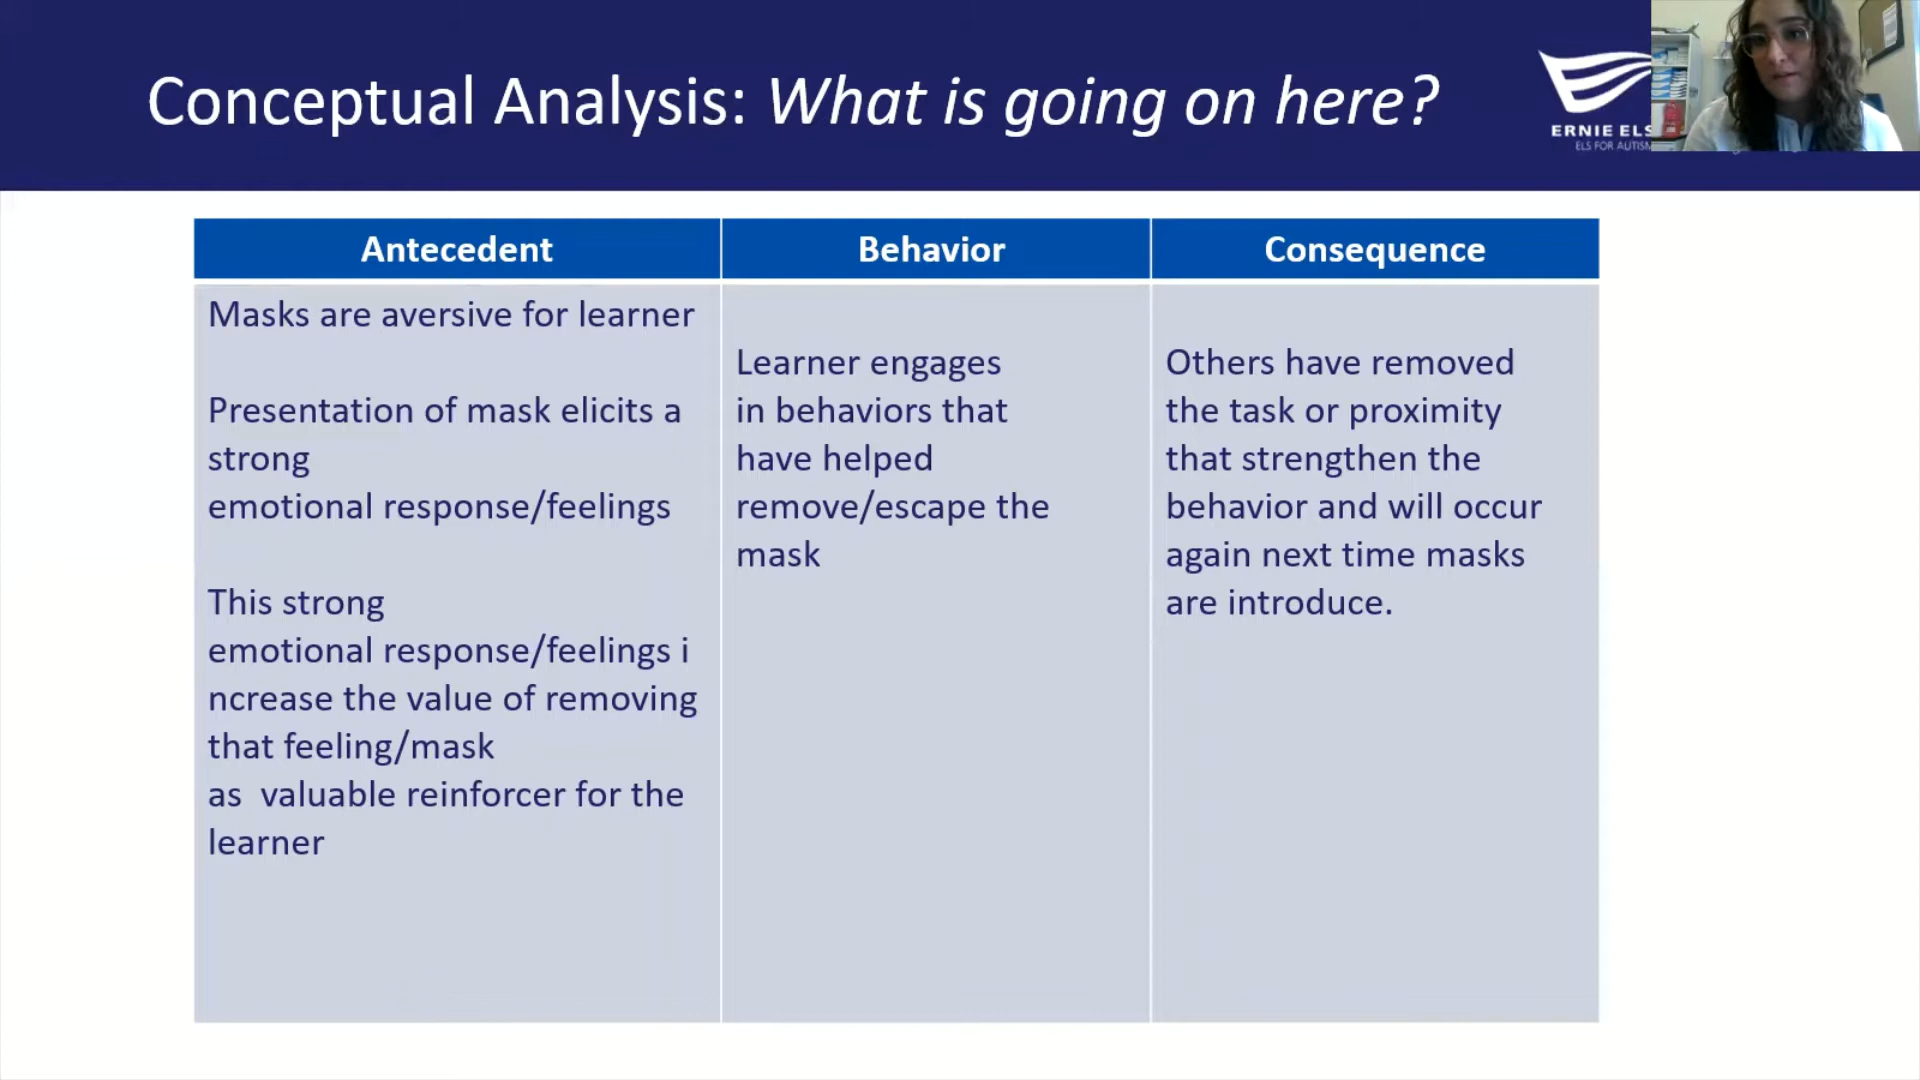 Conceptual Analysis: What is going on here?
ERNIE ELS
ELS FOR AUTISM
Antecedent
Behavior
Consequence
Masks are aversive for learner
Presentation of mask elicits a
strong
emotional response/feelings
This strong
emotional response/feelings i
ncrease the value of removing
that feeling/mask
as  valuable reinforcer for the
learner
Learner engages
in behaviors that
have helped
remove/escape the
mask
Others have removed
the task or proximity
that strengthen the
behavior and will occur
again next time masks
are introduce.